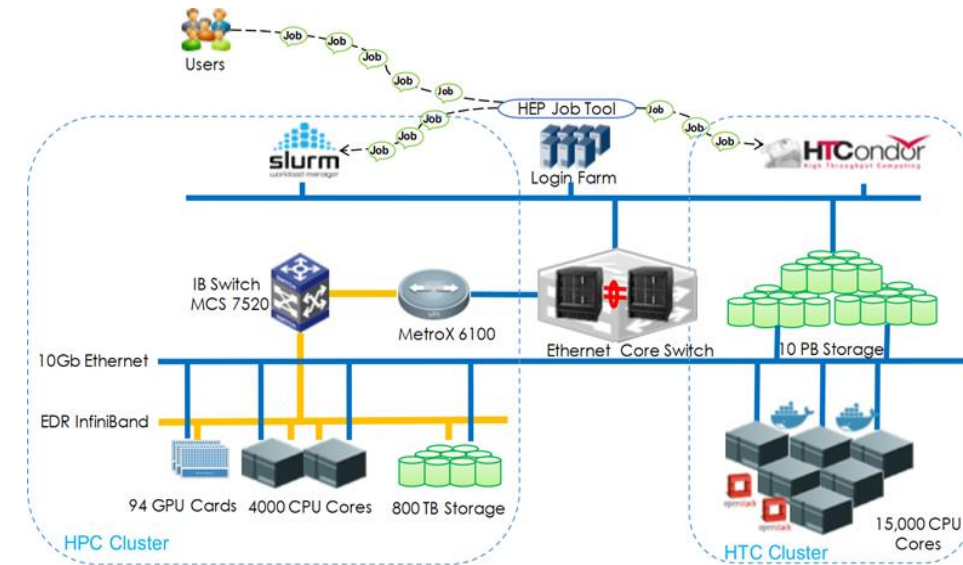 Users
Job
Job
Job
Job
Job
HEP Job Tool
Job
Job
Job
Job
Job
Job
slurm
workload manager
Login Farm
HTCondor
High Throughput Computing
IB Switch
MCS 7520
MetroX 6100
Ethernet Core Switch
10 PB Storage
10Gb Ethernet
EDR InfiniBand
94 GPU Cards
4000 CPU Cores
800 TB Storage
openstack
openstack
15,000 CPU
Cores
HPC Cluster
HTC Cluster